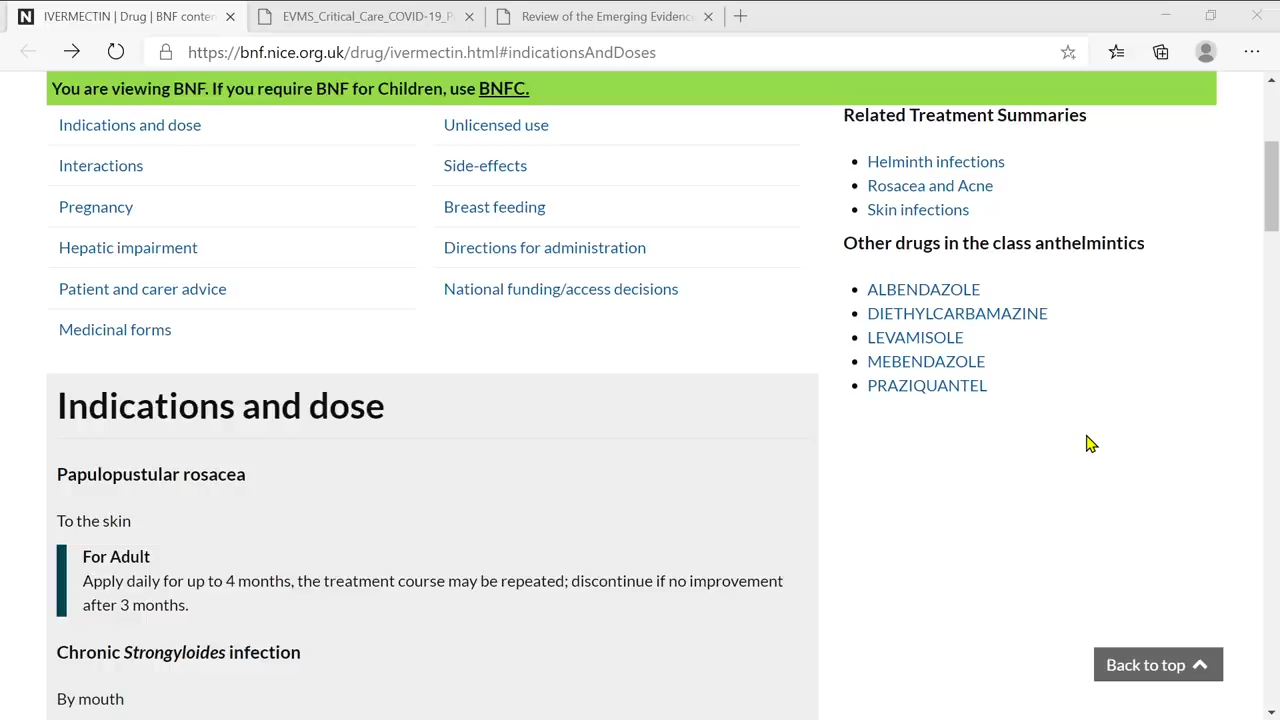 IVERMECTIN | Drug | BNF conten
EVMS_Critical_Care_COVID-19_P
Review of the Emerging Evidenc
https://bnf.nice.org.uk/drug/ivermectin.html#indicationsAndDoses
You are viewing BNF. If you require BNF for Children, use BNFC.
Indications and dose
Unlicensed use
Interactions
Side-effects
Pregnancy
Breast feeding
Hepatic impairment
Directions for administration
Patient and carer advice
National funding/access decisions
Medicinal forms
Related Treatment Summaries
Helminth infections
Rosacea and Acne
Skin infections
Other drugs in the class anthelmintics
ALBENDAZOLE
DIETHYLCARBAMAZINE
LEVAMISOLE
MEBENDAZOLE
PRAZIQUANTEL
Indications and dose
Papulopustular rosacea
To the skin
For Adult
Apply daily for up to 4 months, the treatment course may be repeated; discontinue if no improvement
after 3 months.
Chronic Strongyloides infection
By mouth
Back to top